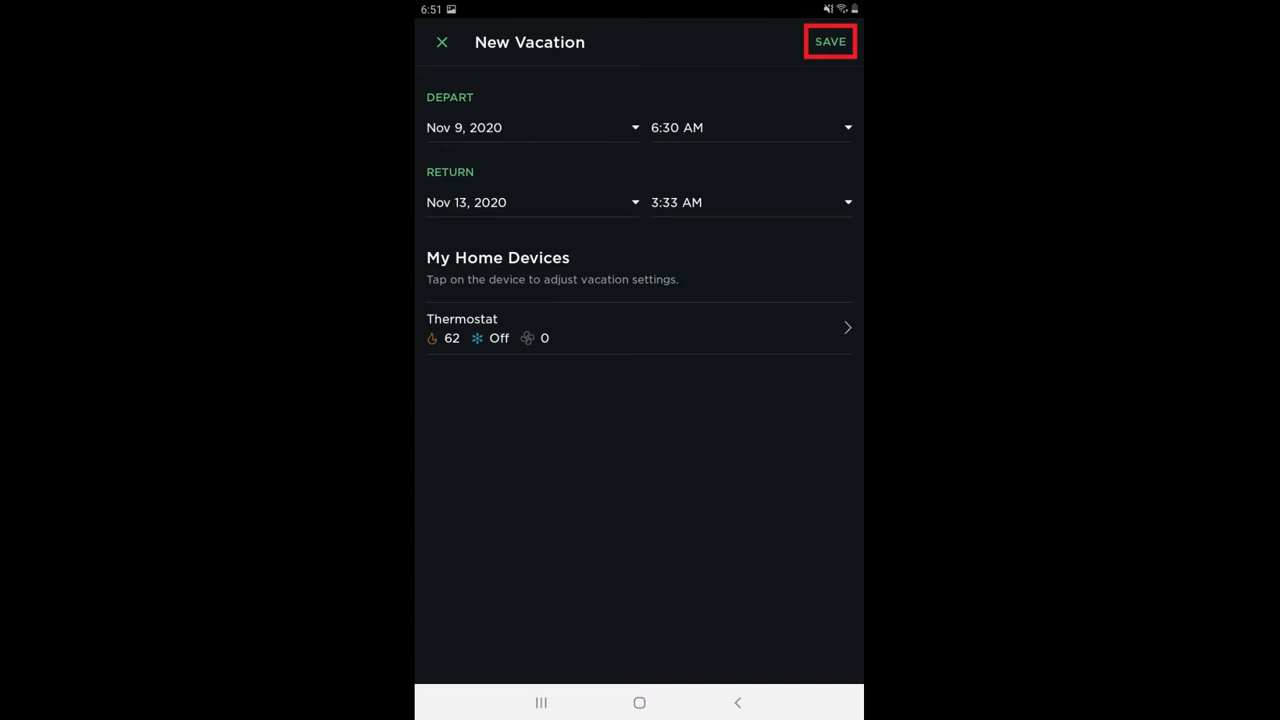 6:51
New Vacation
SAVE
DEPART
Nov 9, 2020
6:30 AM
RETURN
Nov 13, 2020
3:33 AM
My Home Devices
Tap on the device to adjust vacation settings.
Thermostat
62 Off 0